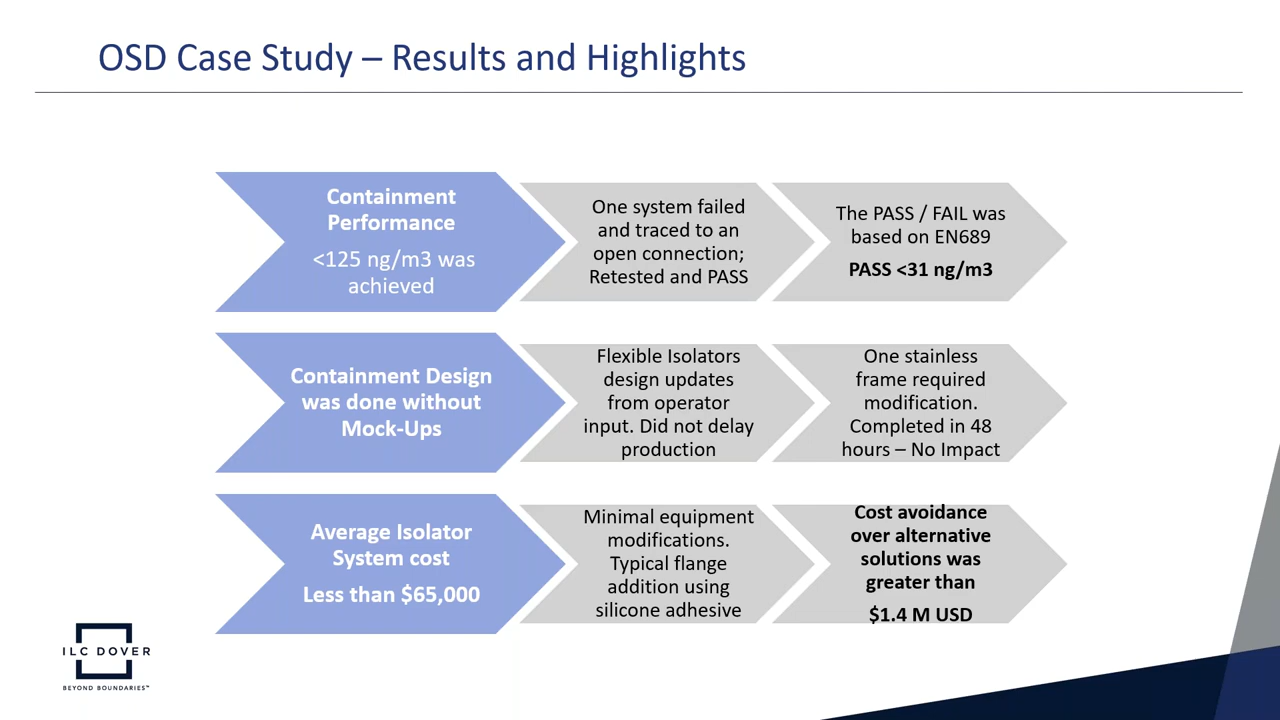 OSD Case Study – Results and Highlights
Containment
Performance
<125 ng/m3 was
achieved
One system failed
and traced to an
open connection;
Retested and PASS
The PASS / FAIL was
based on EN689
PASS <31 ng/m3
Containment Design
was done without
Mock-Ups
Flexible Isolators
design updates
from operator
input. Did not delay
production
One stainless
frame required
modification.
Completed in 48
hours – No Impact
Average Isolator
System cost
Less than $65,000
Minimal equipment
modifications.
Typical flange
addition using
silicone adhesive
Cost avoidance
over alternative
solutions was
greater than
$1.4 M USD
ILC DOVER
BEYOND BOUNDARIES™